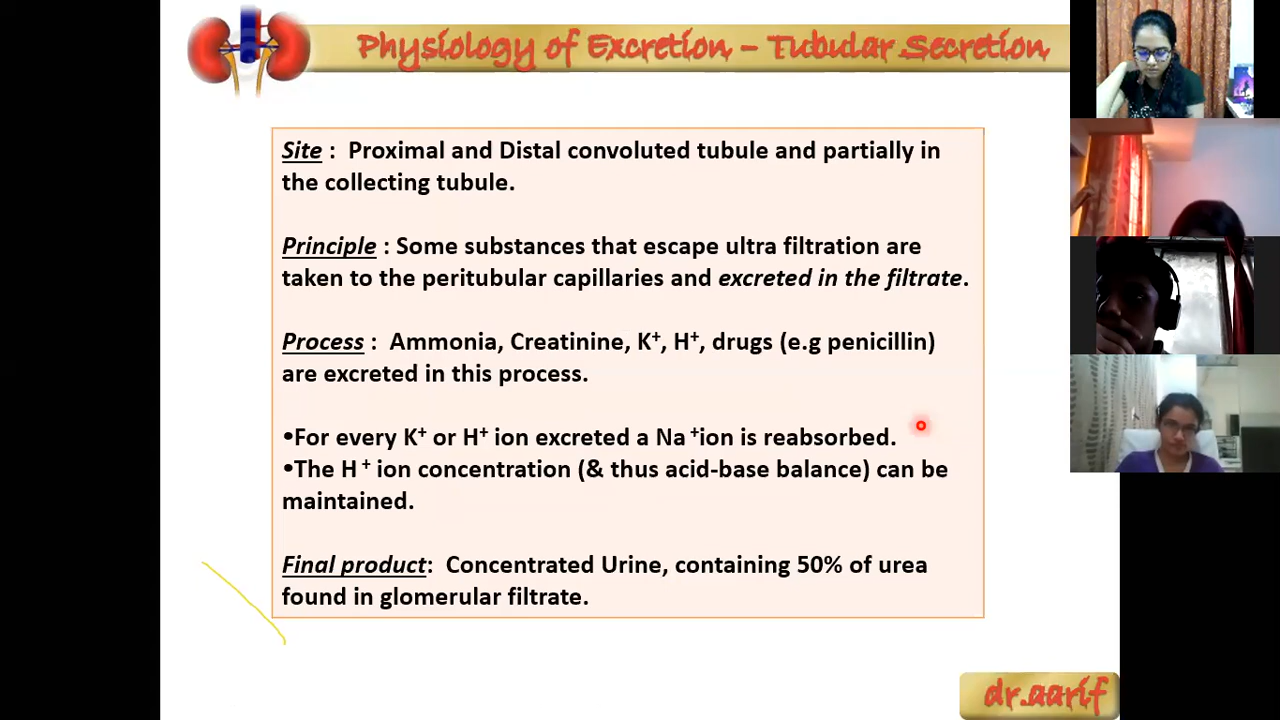 Physiology of Excretion – Tubular Secretion
Site : Proximal and Distal convoluted tubule and partially in
the collecting tubule.
Principle : Some substances that escape ultra filtration are
taken to the peritubular capillaries and excreted in the filtrate.
Process : Ammonia, Creatinine, K⁺, H⁺, drugs (e.g penicillin)
are excreted in this process.
•For every K⁺ or H⁺ ion excreted a Na ⁺ion is reabsorbed.
•The H ⁺ ion concentration (& thus acid-base balance) can be
maintained.
Final product: Concentrated Urine, containing 50% of urea
found in glomerular filtrate.
dr.aarif